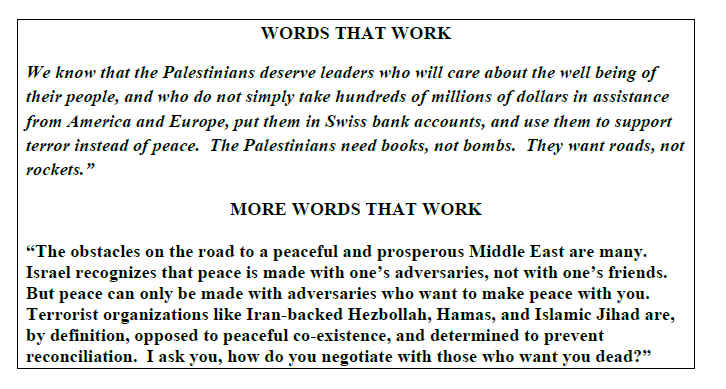 WORDS THAT WORK
We know that the Palestinians deserve leaders who will care about the well being of
their people, and who do not simply take hundreds of millions of dollars in assistance
from America and Europe, put them in Swiss bank accounts, and use them to support
terror instead of peace.  The Palestinians need books, not bombs.  They want roads, not
rockets.”
MORE WORDS THAT WORK
“The obstacles on the road to a peaceful and prosperous Middle East are many.
Israel recognizes that peace is made with one’s adversaries, not with one’s friends.
But peace can only be made with adversaries who want to make peace with you.
Terrorist organizations like Iran-backed Hezbollah, Hamas, and Islamic Jihad are,
by definition, opposed to peaceful co-existence, and determined to prevent
reconciliation.  I ask you, how do you negotiate with those who want you dead?”